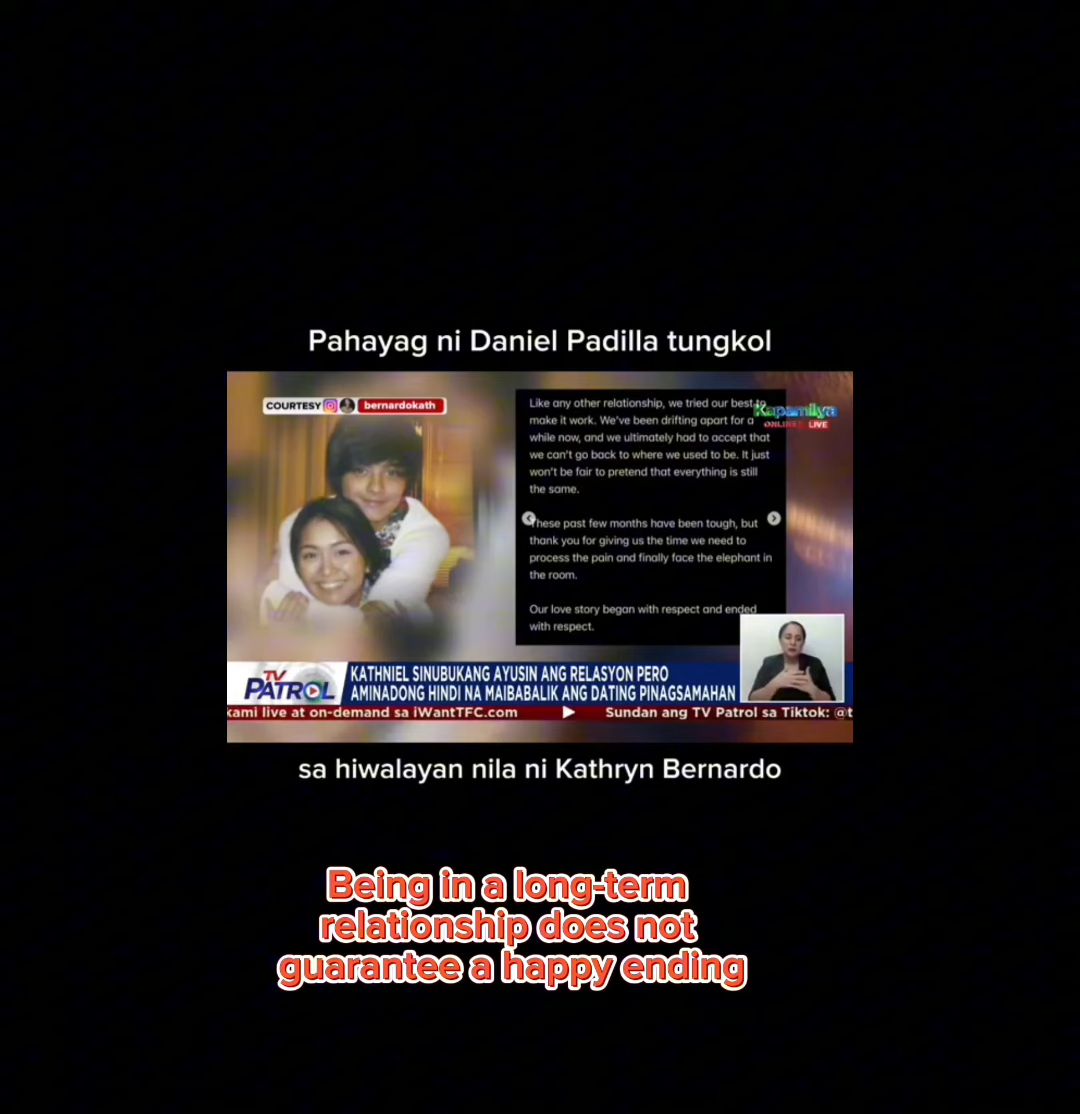 Pahayag ni Daniel Padilla tungkol
COURTESY
bernardokath
Like any other relationship, we tried our best to
make it work. We've been drifting apart for a
while now, and we ultimately had to accept that
we can't go back to where we used to be. It just
won't be fair to pretend that everything is still
the same.
These past few months have been tough, but
thank you for giving us the time we need to
process the pain and finally face the elephant in
the room.
Our love story began with respect and ended
with respect.
Kapamilya
ONLINE LIVE
TV
PATROL
KATHNIEL SINUBUKANG AYUSIN ANG RELASYON PERO
AMINADONG HINDI NA MAIBABALIK ANG DATING PINAGSAMAHAN
kami live at on-demand sa iWantTFC.com Sundan ang TV Patrol sa Tiktok: @t
sa hiwalayan nila ni Kathryn Bernardo
Being in a long-term
relationship does not
guarantee a happy ending